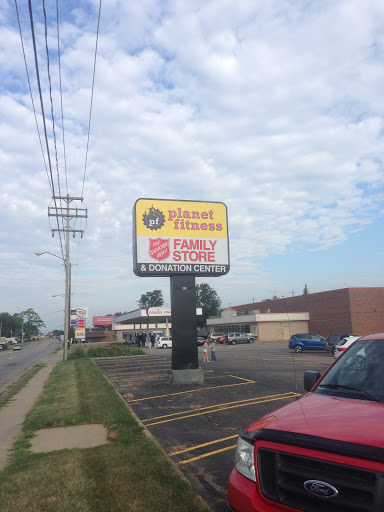 pf
planet
fitness
THE
SALVATION
ARMY
FAMILY
STORE
& DONATION CENTER
Ford